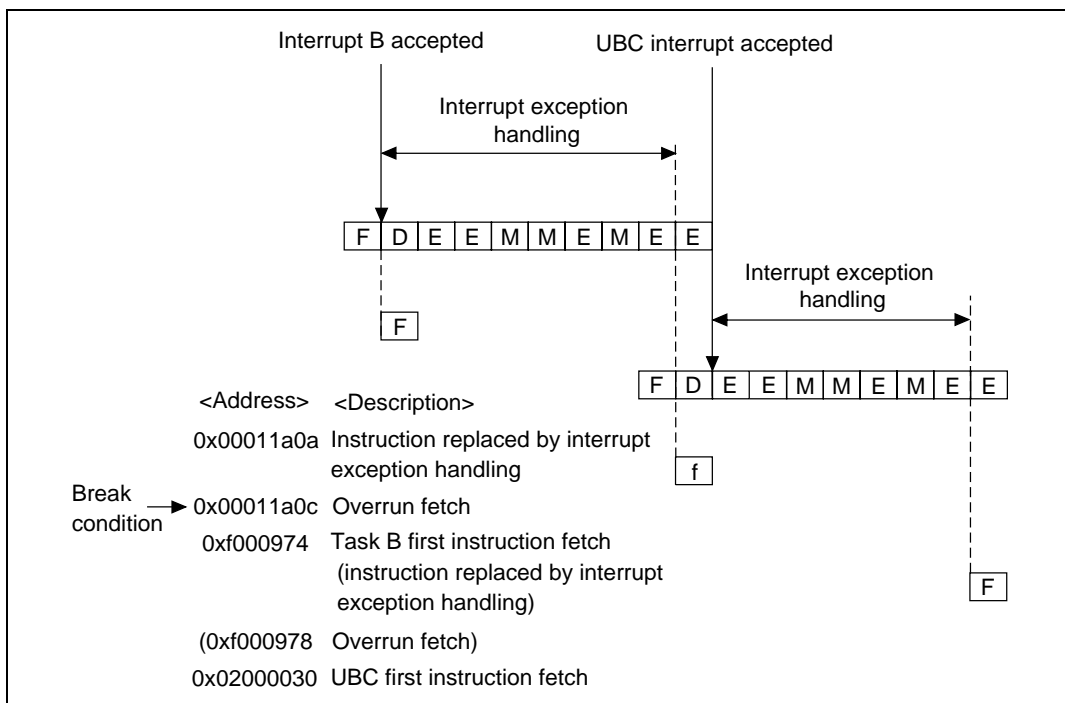 Interrupt B accepted
UBC interrupt accepted
Interrupt exception
handling
F D E E M M E M E E
Interrupt exception
handling
F
F D E E M M E M E E
<Address> <Description>
0x00011a0a Instruction replaced by interrupt
exception handling
f
Break
condition
0x00011a0c Overrun fetch
0xf000974 Task B first instruction fetch
(instruction replaced by interrupt
exception handling)
F
(0xf000978 Overrun fetch)
0x02000030 UBC first instruction fetch